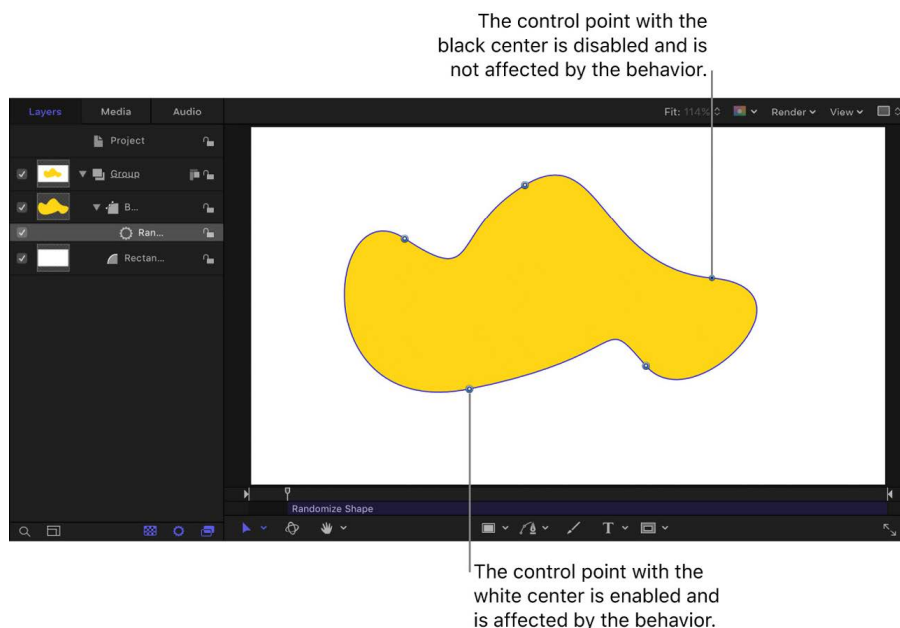 The control point with the
black center is disabled and is
not affected by the behavior.
Layers Media Audio
Fit: 114% Render View
Project
Group
B...
Ran...
Rectan...
Randomize Shape
T
The control point with the
white center is enabled and
is affected by the behavior.